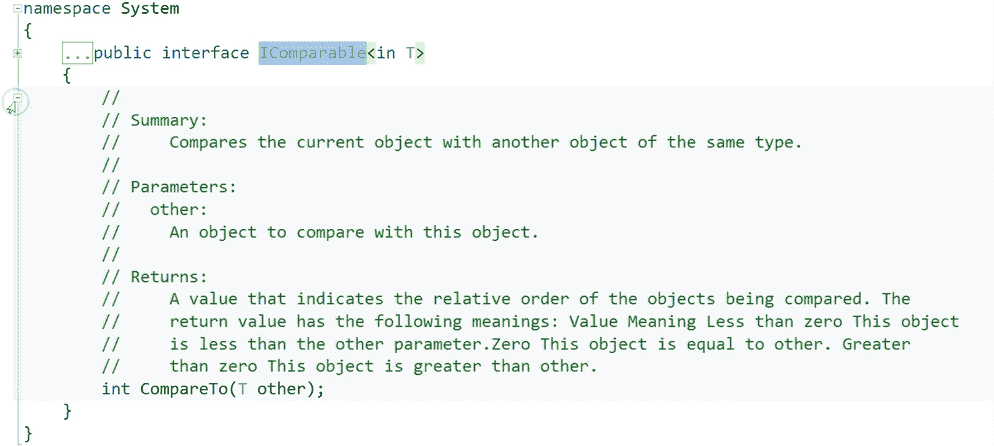 namespace System
{
...public interface IComparable<in T>
{
//
// Summary:
//     Compares the current object with another object of the same type.
//
// Parameters:
//   other:
//     An object to compare with this object.
//
// Returns:
//     A value that indicates the relative order of the objects being compared. The
//     return value has the following meanings: Value Meaning Less than zero This object
//     is less than the other parameter.Zero This object is equal to other. Greater
//     than zero This object is greater than other.
int CompareTo(T other);
}
}